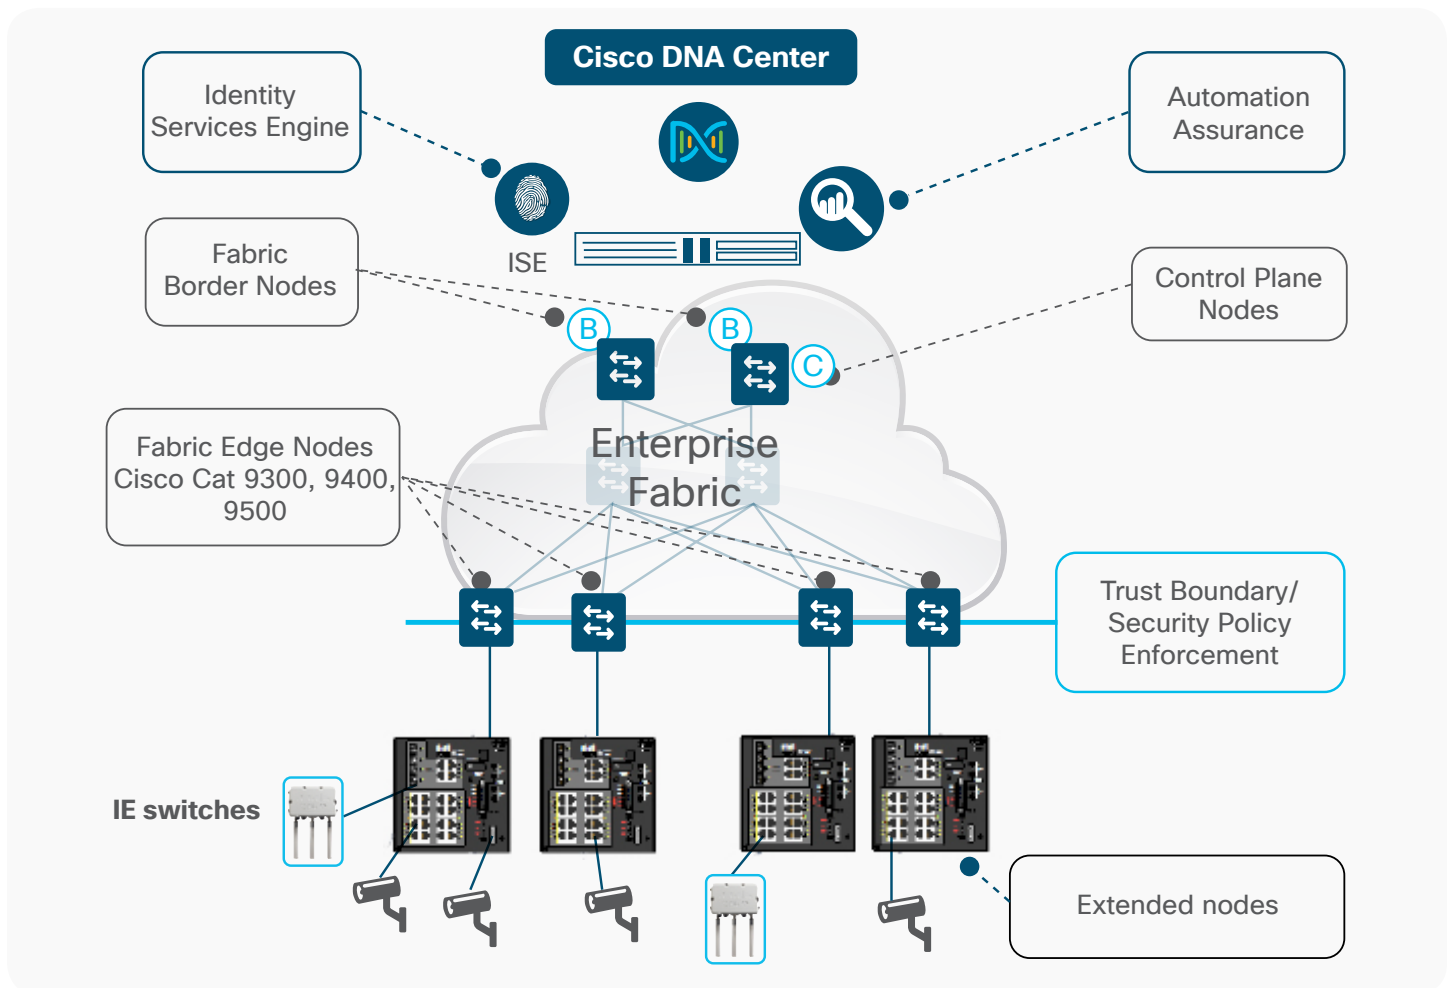 Cisco DNA Center
Identity
Services Engine
Automation
Assurance
ISE
Fabric
Border Nodes
Control Plane
Nodes
B
B
C
Fabric Edge Nodes
Cisco Cat 9300, 9400,
9500
Enterprise
Fabric
Trust Boundary/
Security Policy
Enforcement
IE switches
Extended nodes